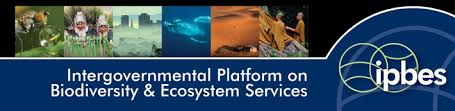 Intergovernmental Platform on
Biodiversity & Ecosystem Services
ipbes